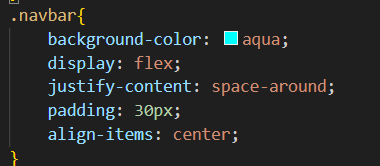 .navbar{
background-color: aqua;
display: flex;
justify-content: space-around;
padding: 30px;
align-items: center;
}